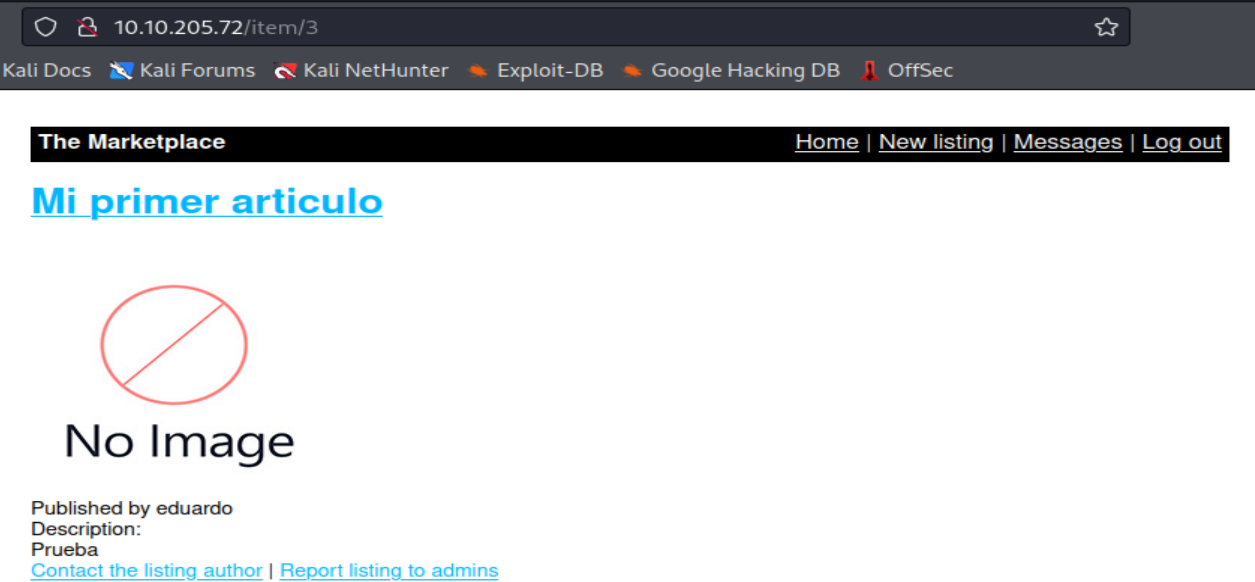 10.10.205.72/item/3
Kali Docs Kali Forums Kali NetHunter Exploit-DB Google Hacking DB OffSec
The Marketplace Home | New listing | Messages | Log out
Mi primer articulo
No Image
Published by eduardo
Description:
Prueba
Contact the listing author | Report listing to admins